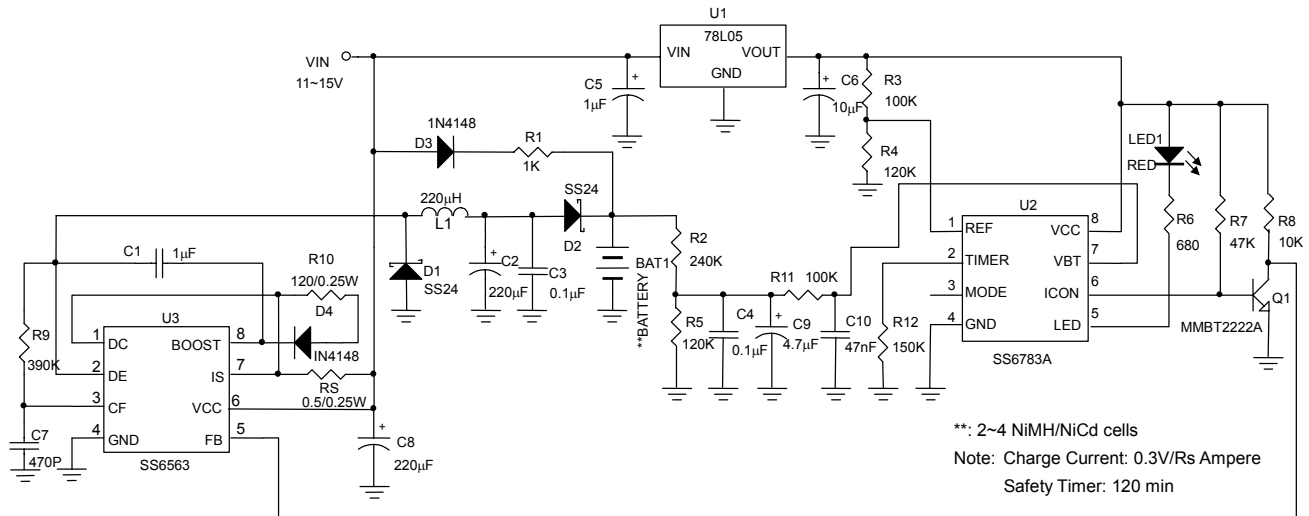 U1
78L05
VIN
VOUT
GND
VIN
11~15V
C5
1μF
C6
10μF
R3
100K
R4
120K
1N4148
D3
R1
1K
LED1
RED
220μH
L1
SS24
D2
D1
SS24
C2
220μF
C3
0.1μF
BAT1
**BATTERY
R2
240K
R5
120K
R11
100K
C4
0.1μF
C9
4.7μF
C10
47nF
R12
150K
U2
1
REF
2
TIMER
3
MODE
4
GND
VCC
8
VBT
7
ICON
6
LED
5
SS6783A
R6
680
R7
47K
R8
10K
Q1
MMBT2222A
C1
1μF
R10
120/0.25W
D4
IN4148
R9
390K
U3
1
DC
2
DE
3
CF
4
GND
BOOST
8
IS
7
VCC
6
FB
5
SS6563
RS
0.5/0.25W
C7
470P
C8
220μF
**: 2~4 NiMH/NiCd cells
Note: Charge Current: 0.3V/Rs Ampere
Safety Timer: 120 min